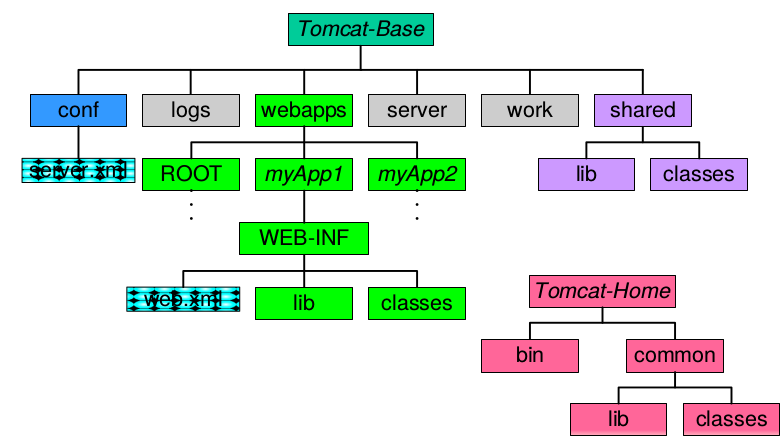 Tomcat-Base
conf
logs
webapps
server
work
shared
server.xml
ROOT
myApp1
myApp2
lib
classes
WEB-INF
web.xml
lib
classes
Tomcat-Home
bin
common
lib
classes